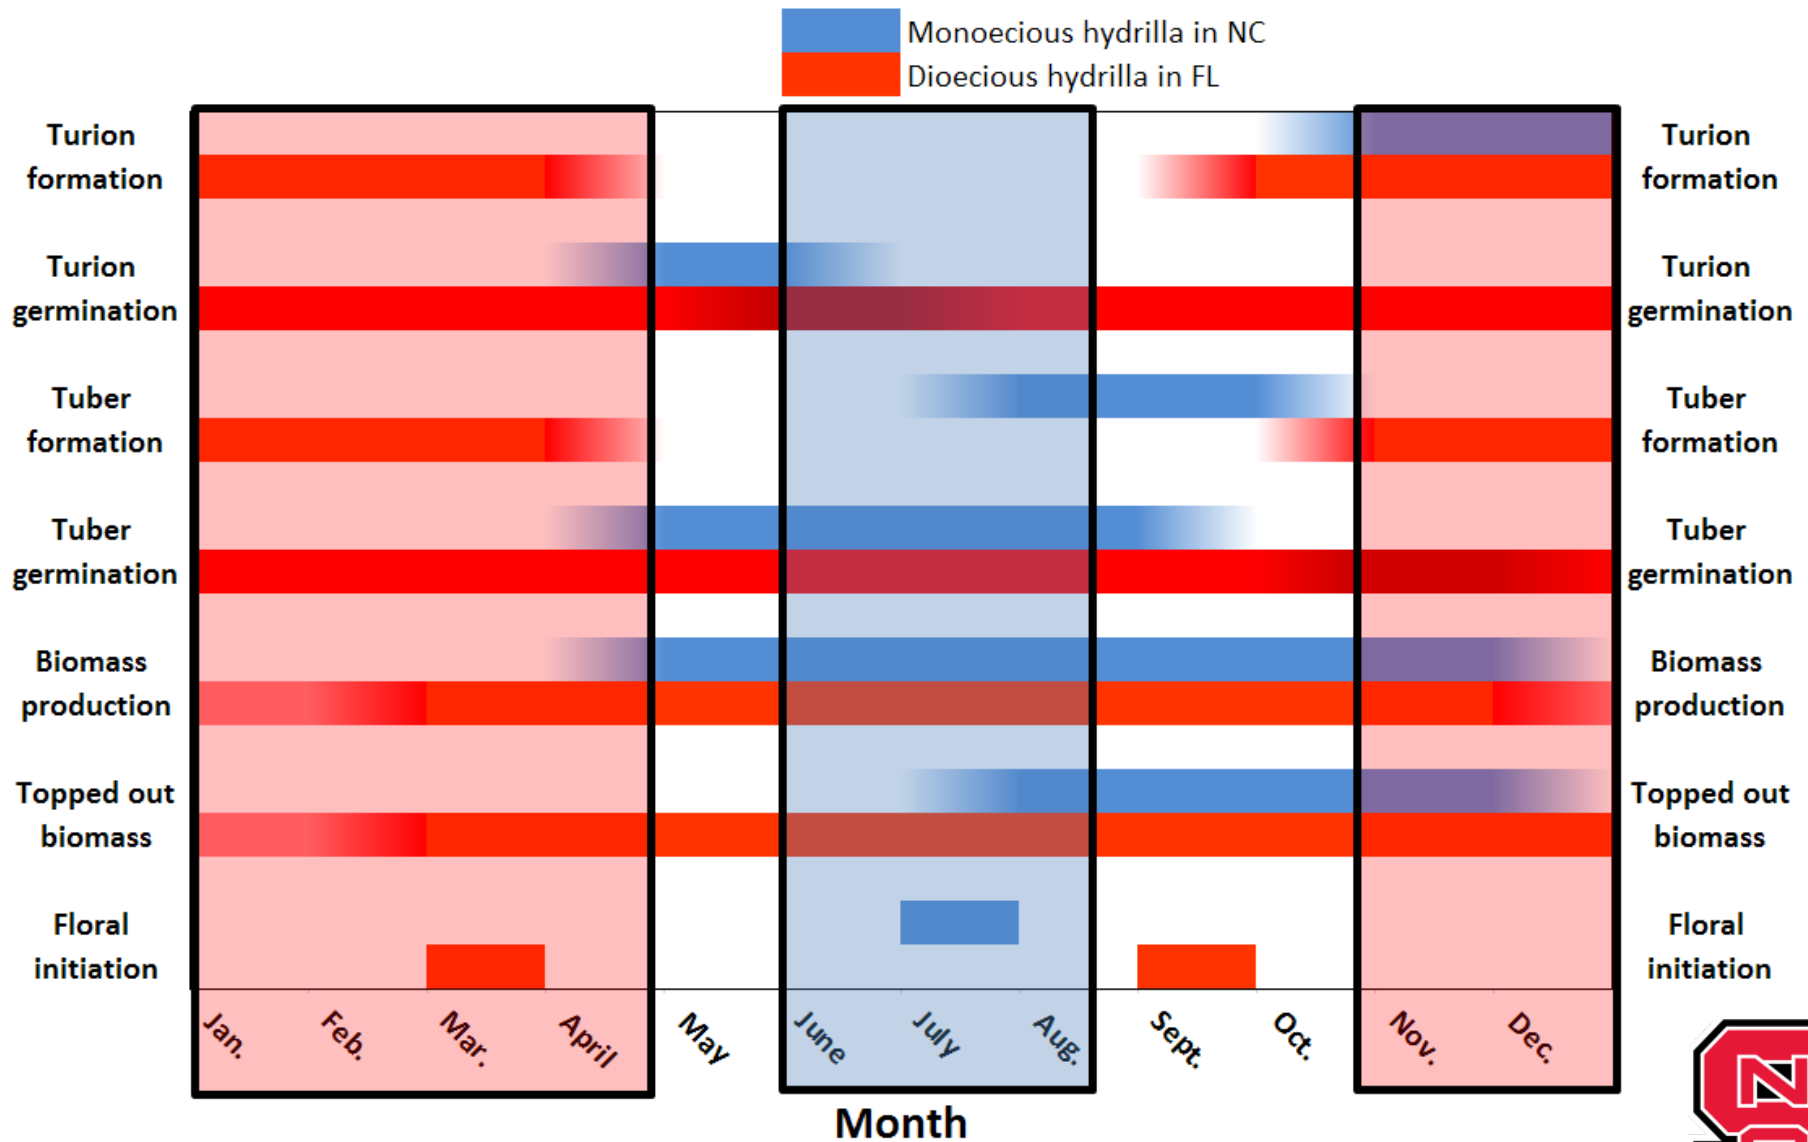 Monoecious hydrilla in NC
Dioecious hydrilla in FL
Turion
formation
Turion
germination
Tuber
formation
Tuber
germination
Biomass
production
Topped out
biomass
Floral
initiation
Turion
formation
Turion
germination
Tuber
formation
Tuber
germination
Biomass
production
Topped out
biomass
Floral
initiation
Jan.
Feb.
Mar.
April
May
June
July
Aug.
Sept.
Oct.
Nov.
Dec.
Month